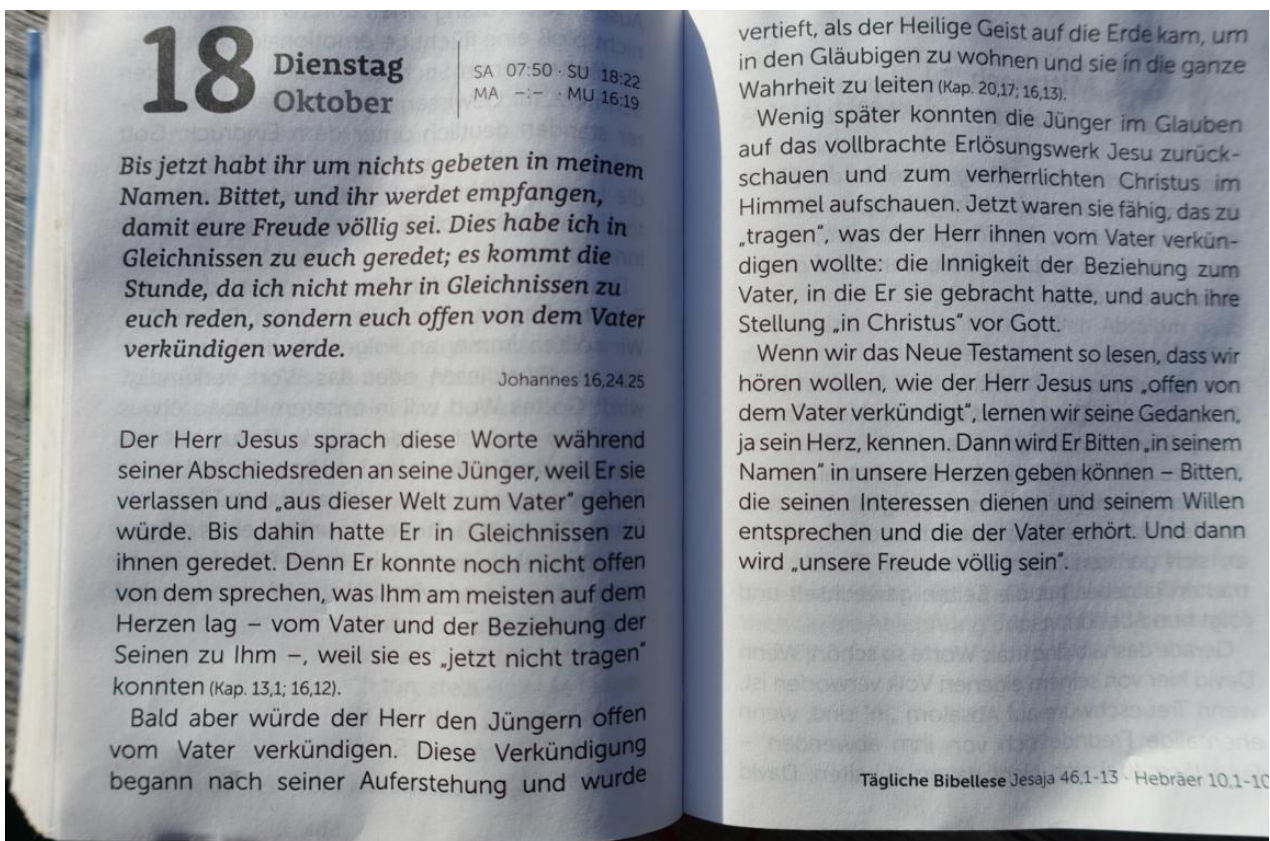 18 Dienstag
Oktober
SA 07:50 · SU 18:22
MA –:– · MU 16:19
Bis jetzt habt ihr um nichts gebeten in meinem
Namen. Bittet, und ihr werdet empfangen,
damit eure Freude völlig sei. Dies habe ich in
Gleichnissen zu euch geredet; es kommt die
Stunde, da ich nicht mehr in Gleichnissen zu
euch reden, sondern euch offen von dem Vater
verkündigen werde.
Johannes 16,24.25
Der Herr Jesus sprach diese Worte während
seiner Abschiedsreden an seine Jünger, weil Er sie
verlassen und „aus dieser Welt zum Vater“ gehen
würde. Bis dahin hatte Er in Gleichnissen zu
ihnen geredet. Denn Er konnte noch nicht offen
von dem sprechen, was Ihm am meisten auf dem
Herzen lag – vom Vater und der Beziehung der
Seinen zu Ihm –, weil sie es „jetzt nicht tragen“
konnten (Kap. 13,1; 16,12).
Bald aber würde der Herr den Jüngern offen
vom Vater verkündigen. Diese Verkündigung
begann nach seiner Auferstehung und wurde
vertieft, als der Heilige Geist auf die Erde kam, um
in den Gläubigen zu wohnen und sie in die ganze
Wahrheit zu leiten (Kap. 20,17; 16,13).
Wenig später konnten die Jünger im Glauben
auf das vollbrachte Erlösungswerk Jesu zurück-
schauen und zum verherrlichten Christus im
Himmel aufschauen. Jetzt waren sie fähig, das zu
„tragen“, was der Herr ihnen vom Vater verkün-
digen wollte: die Innigkeit der Beziehung zum
Vater, in die Er sie gebracht hatte, und auch ihre
Stellung „in Christus“ vor Gott.
Wenn wir das Neue Testament so lesen, dass wir
hören wollen, wie der Herr Jesus uns „offen von
dem Vater verkündigt“, lernen wir seine Gedanken,
ja sein Herz, kennen. Dann wird Er Bitten „in seinem
Namen“ in unsere Herzen geben können – Bitten,
die seinen Interessen dienen und seinem Willen
entsprechen und die der Vater erhört. Und dann
wird „unsere Freude völlig sein“.
Tägliche Bibellese Jesaja 46,1-13 · Hebräer 10,1-10